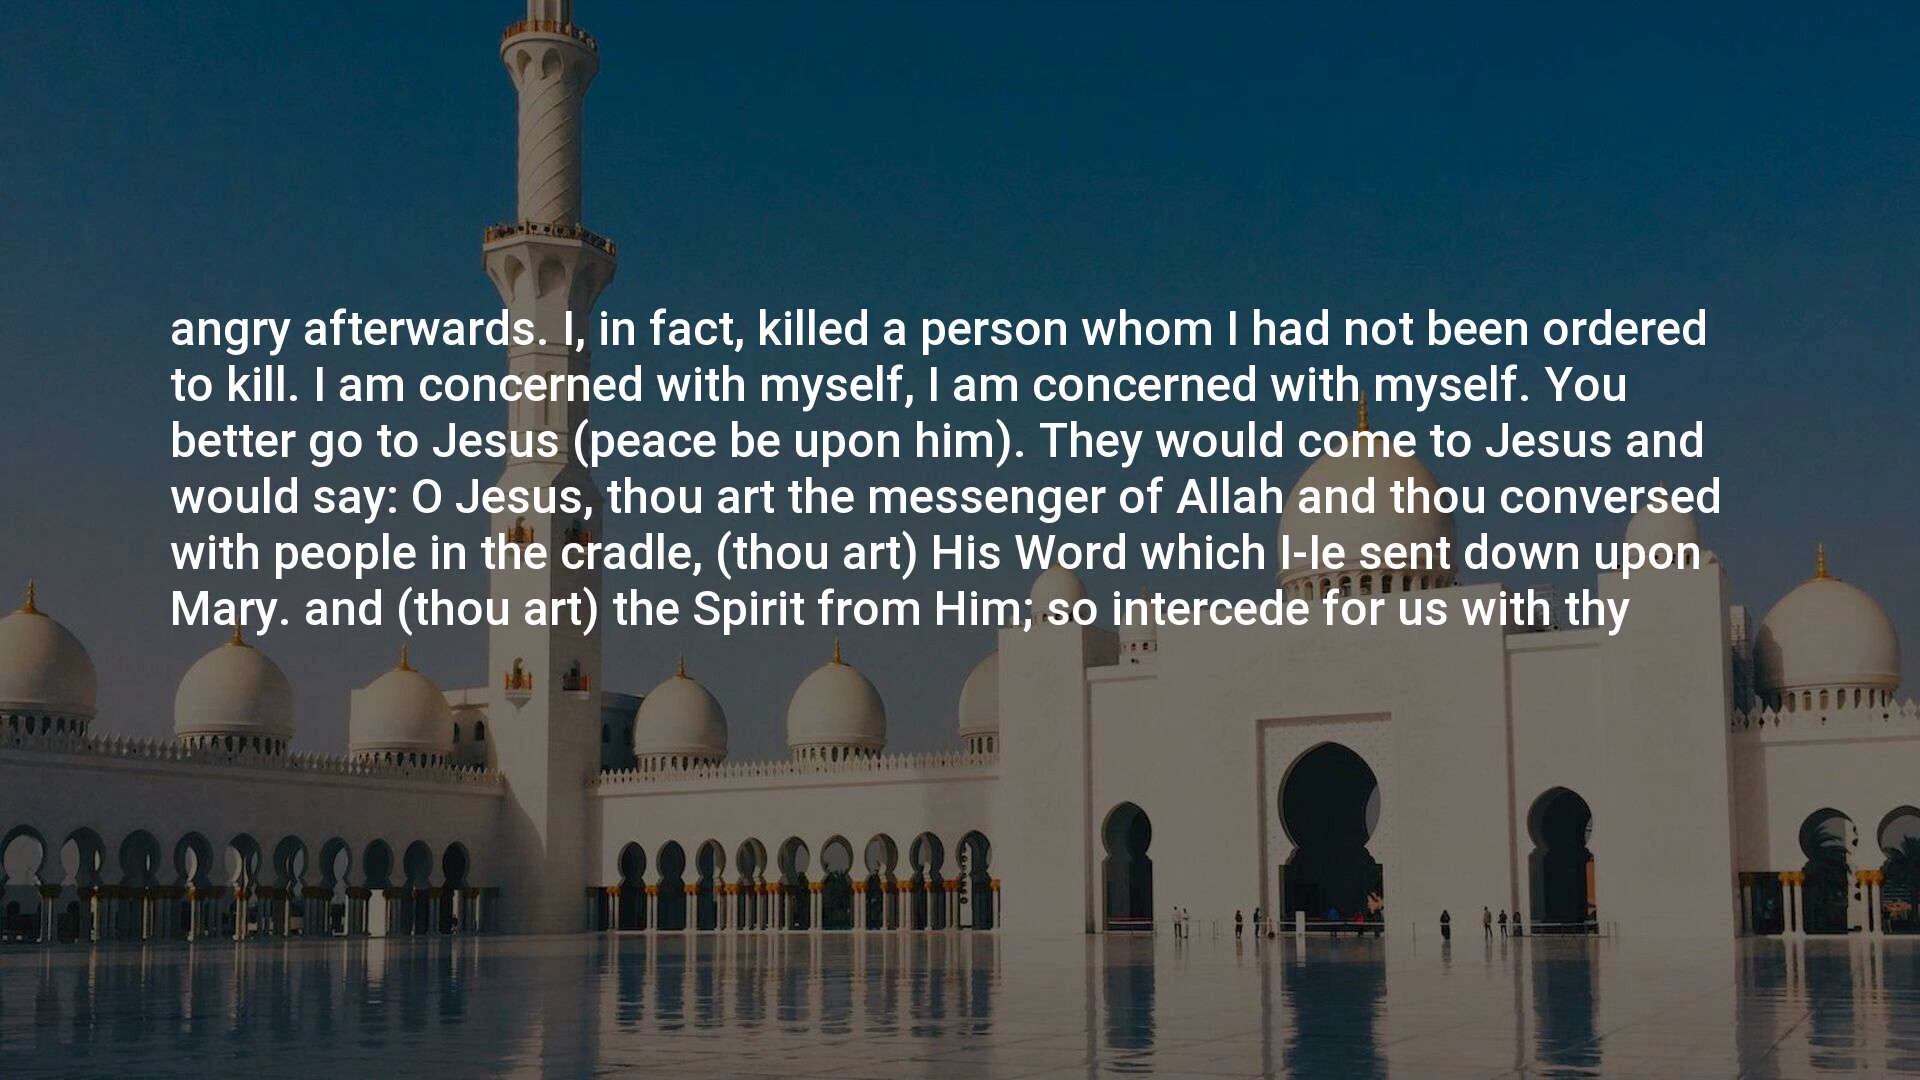 angry afterwards. I, in fact, killed a person whom I had not been ordered
to kill. I am concerned with myself, I am concerned with myself. You
better go to Jesus (peace be upon him). They would come to Jesus and
would say: O Jesus, thou art the messenger of Allah and thou conversed
with people in the cradle, (thou art) His Word which I-Ie sent down upon
Mary. and (thou art) the Spirit from Him; so intercede for us with thy